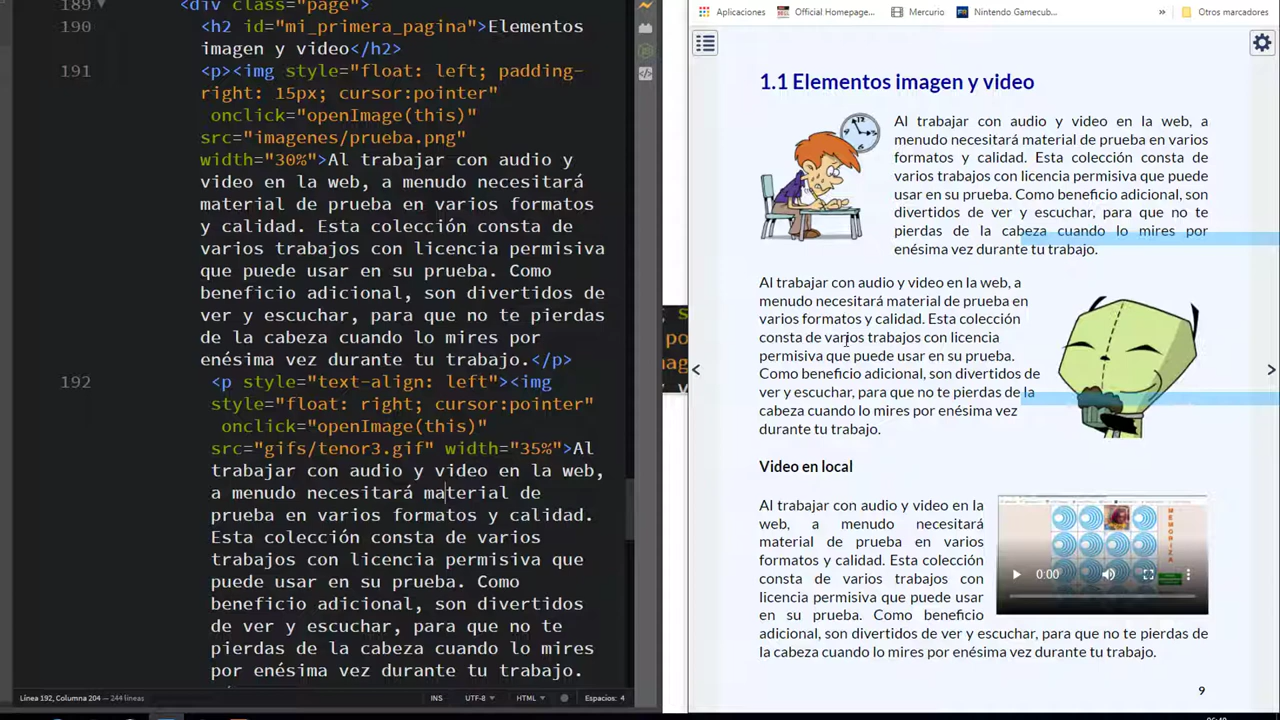 189
<div class="page">
190
<h2 id="mi_primera_pagina">Elementos
imagen y video</h2>
191
<p><img style="float: left; padding-
right: 15px; cursor:pointer"
onclick="openImage(this)"
src="imagenes/prueba.png"
width="30%">Al trabajar con audio y
video en la web, a menudo necesitará
material de prueba en varios formatos
y calidad. Esta colección consta de
varios trabajos con licencia permisiva
que puede usar en su prueba. Como
beneficio adicional, son divertidos de
ver y escuchar, para que no te pierdas
de la cabeza cuando lo mires por
enésima vez durante tu trabajo.</p>
192
<p style="text-align: left"><img
style="float: right; cursor:pointer"
onclick="openImage(this)"
src="gifs/tenor3.gif" width="35%">Al
trabajar con audio y video en la web,
a menudo necesitará material de
prueba en varios formatos y calidad.
Esta colección consta de varios
trabajos con licencia permisiva que
puede usar en su prueba. Como
beneficio adicional, son divertidos
de ver y escuchar, para que no te
pierdas de la cabeza cuando lo mires
por enésima vez durante tu trabajo.
Línea 192, Columna 204 — 244 líneas
INS
UTF-8
HTML
Espacios: 4
Aplicaciones
Official Homepage...
Mercurio
Nintendo Gamecub...
»
Otros marcadores
1.1 Elementos imagen y video
Al trabajar con audio y video en la web, a
menudo necesitará material de prueba en varios
formatos y calidad. Esta colección consta de
varios trabajos con licencia permisiva que puede
usar en su prueba. Como beneficio adicional, son
divertidos de ver y escuchar, para que no te
pierdas de la cabeza cuando lo mires por
enésima vez durante tu trabajo.
Al trabajar con audio y video en la web, a
menudo necesitará material de prueba en
varios formatos y calidad. Esta colección
consta de varios trabajos con licencia
permisiva que puede usar en su prueba.
Como beneficio adicional, son divertidos de
ver y escuchar, para que no te pierdas de la
cabeza cuando lo mires por enésima vez
durante tu trabajo.
Video en local
Al trabajar con audio y video en la
web, a menudo necesitará
material de prueba en varios
formatos y calidad. Esta colección
consta de varios trabajos con
licencia permisiva que puede usar
en su prueba. Como beneficio
adicional, son divertidos de ver y escuchar, para que no te pierdas de
la cabeza cuando lo mires por enésima vez durante tu trabajo.
MEMORIZA
0:00
9